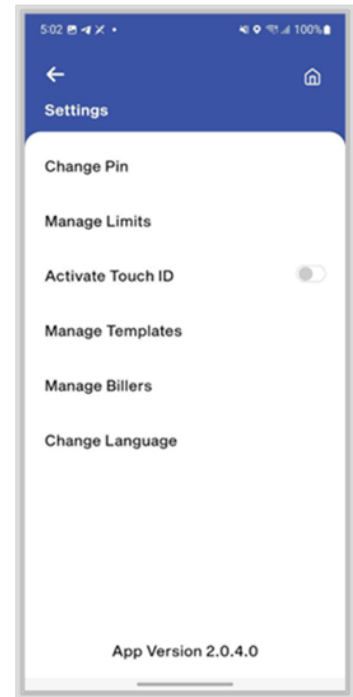 5:02
100%
Settings
Change Pin
Manage Limits
Activate Touch ID
Manage Templates
Manage Billers
Change Language
App Version 2.0.4.0